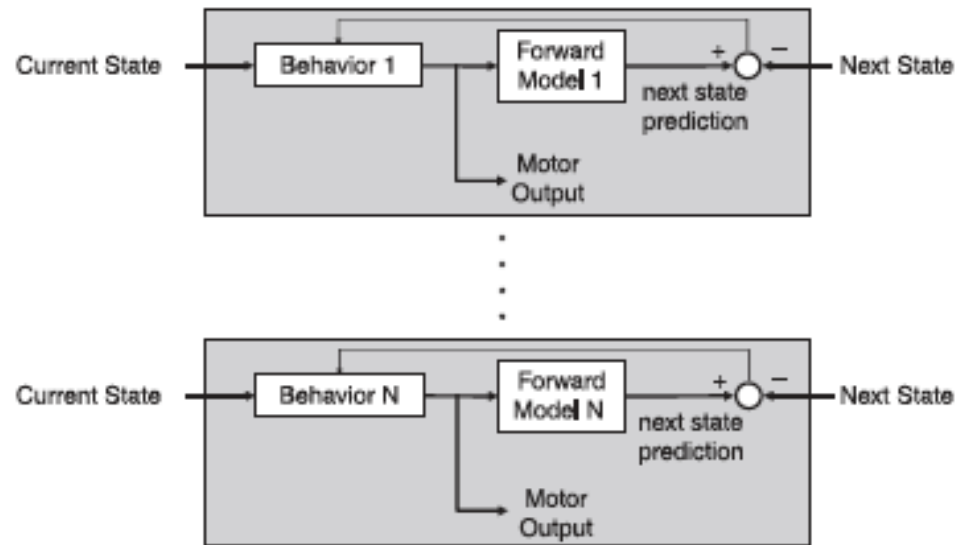 Current State
Behavior 1
Forward
Model 1
+
−
Next State
next state
prediction
Motor
Output
Current State
Behavior N
Forward
Model N
+
−
Next State
next state
prediction
Motor
Output